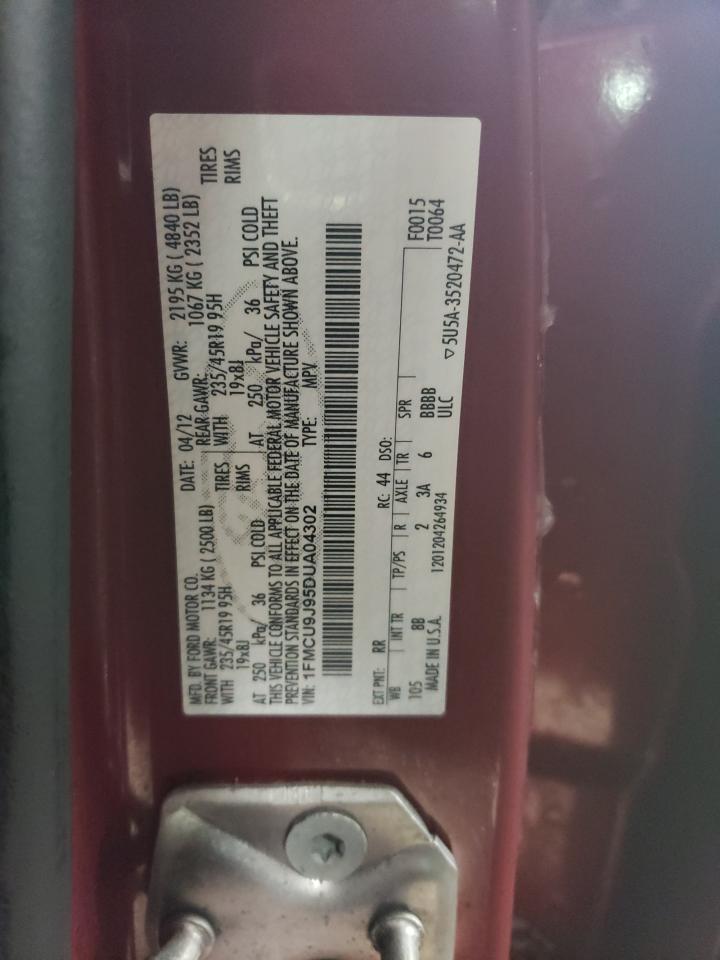 MFD. BY FORD MOTOR CO.
DATE: 04/12 GVWR: 2195 KG ( 4840 LB)
FRONT GAWR: 1134 KG ( 2500 LB) REAR GAWR: 1067 KG ( 2352 LB)
WITH 235/45R19 95H TIRES WITH 235/45R19 95H TIRES
19x8J RIMS 19x8J RIMS
AT 250 kPa/ 36 PSI COLD AT 250 kPa/ 36 PSI COLD
THIS VEHICLE CONFORMS TO ALL APPLICABLE FEDERAL MOTOR VEHICLE SAFETY AND THEFT
PREVENTION STANDARDS IN EFFECT ON THE DATE OF MANUFACTURE SHOWN ABOVE.
VIN: 1FMCU9J95DUA04302 TYPE: MPV
EXT PNT: RR RC: 44 DSO:
WB INT TR TP/PS R AXLE TR SPR F0015
105 8B 2 3A 6 BBBB T0064
MADE IN U.S.A. 1201204264934 ULC
▽5U5A-3520472-AA